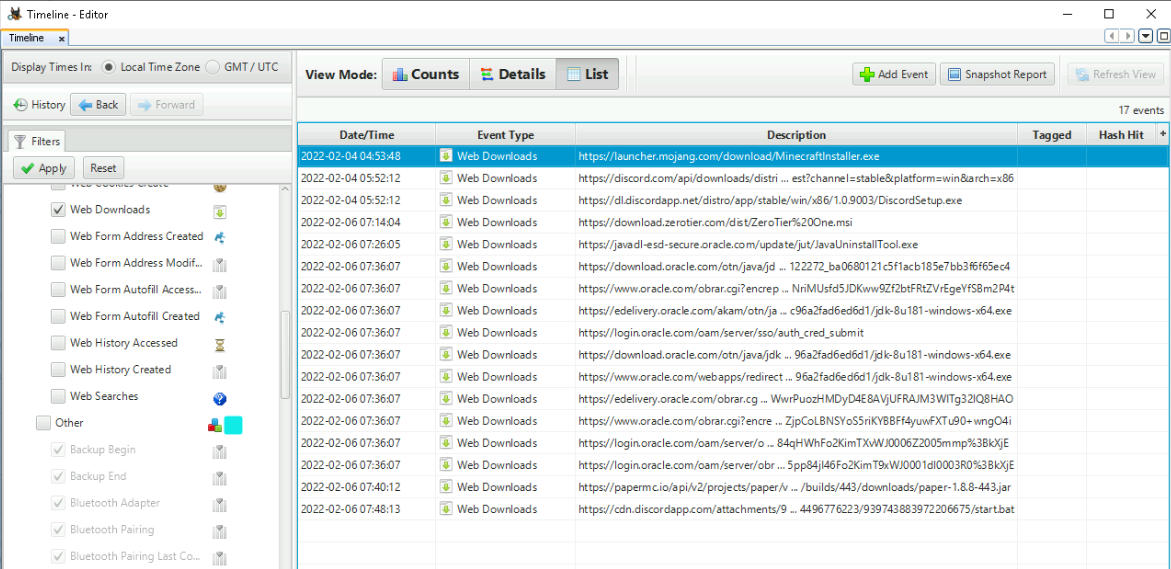 Timeline - Editor
Timeline
Display Times In: Local Time Zone GMT / UTC
History Back Forward
Filters
Apply Reset
Web Cookies Create
Web Downloads
Web Form Address Created
Web Form Address Modif...
Web Form Autofill Access...
Web Form Autofill Created
Web History Accessed
Web History Created
Web Searches
Other
Backup Begin
Backup End
Bluetooth Adapter
Bluetooth Pairing
Bluetooth Pairing Last Co...
View Mode: Counts Details List
Add Event Snapshot Report Refresh View
17 events
Date/Time Event Type Description Tagged Hash Hit +
2022-02-04 04:53:48 Web Downloads https://launcher.mojang.com/download/MinecraftInstaller.exe
2022-02-04 05:52:12 Web Downloads https://discord.com/api/downloads/distri ... est?channel=stable&platform=win&arch=x86
2022-02-04 05:52:12 Web Downloads https://dl.discordapp.net/distro/app/stable/win/x86/1.0.9003/DiscordSetup.exe
2022-02-06 07:14:04 Web Downloads https://download.zerotier.com/dist/ZeroTier%20One.msi
2022-02-06 07:26:05 Web Downloads https://javadl-esd-secure.oracle.com/update/jut/JavaUninstallTool.exe
2022-02-06 07:36:07 Web Downloads https://download.oracle.com/otn/java/jd ... 122272_ba0680121c5f1acb185e7bb3f6f65ec4
2022-02-06 07:36:07 Web Downloads https://www.oracle.com/obrar.cgi?encrep ... NriMUsfd5JDKww9Zf2btFRtZVrEgeYfSBm2P4t
2022-02-06 07:36:07 Web Downloads https://edelivery.oracle.com/akam/otn/ja ... c96a2fad6ed6d1/jdk-8u181-windows-x64.exe
2022-02-06 07:36:07 Web Downloads https://login.oracle.com/oam/server/sso/auth_cred_submit
2022-02-06 07:36:07 Web Downloads https://download.oracle.com/otn/java/jdk ... 96a2fad6ed6d1/jdk-8u181-windows-x64.exe
2022-02-06 07:36:07 Web Downloads https://www.oracle.com/webapps/redirect ... 96a2fad6ed6d1/jdk-8u181-windows-x64.exe
2022-02-06 07:36:07 Web Downloads https://edelivery.oracle.com/obrar.cg ... WwrPuozHMDyD4E8AVjUFRAJM3WITg32IQ8HAO
2022-02-06 07:36:07 Web Downloads https://www.oracle.com/obrar.cgi?encre ... ZjpCoLBNSYoS5riKYBBFf4yuwFXTu90+wngO4i
2022-02-06 07:36:07 Web Downloads https://login.oracle.com/oam/server/o ... 84qHWhFo2KimTXvWJ0006Z2005mmp%3BkXjE
2022-02-06 07:36:07 Web Downloads https://login.oracle.com/oam/server/obr ... 5pp84jI46Fo2KimT9xWJ0001dI0003R0%3BkXjE
2022-02-06 07:40:12 Web Downloads https://papermc.io/api/v2/projects/paper/v ... /builds/443/downloads/paper-1.8.8-443.jar
2022-02-06 07:48:13 Web Downloads https://cdn.discordapp.com/attachments/9 ... 4496776223/939743883972206675/start.bat